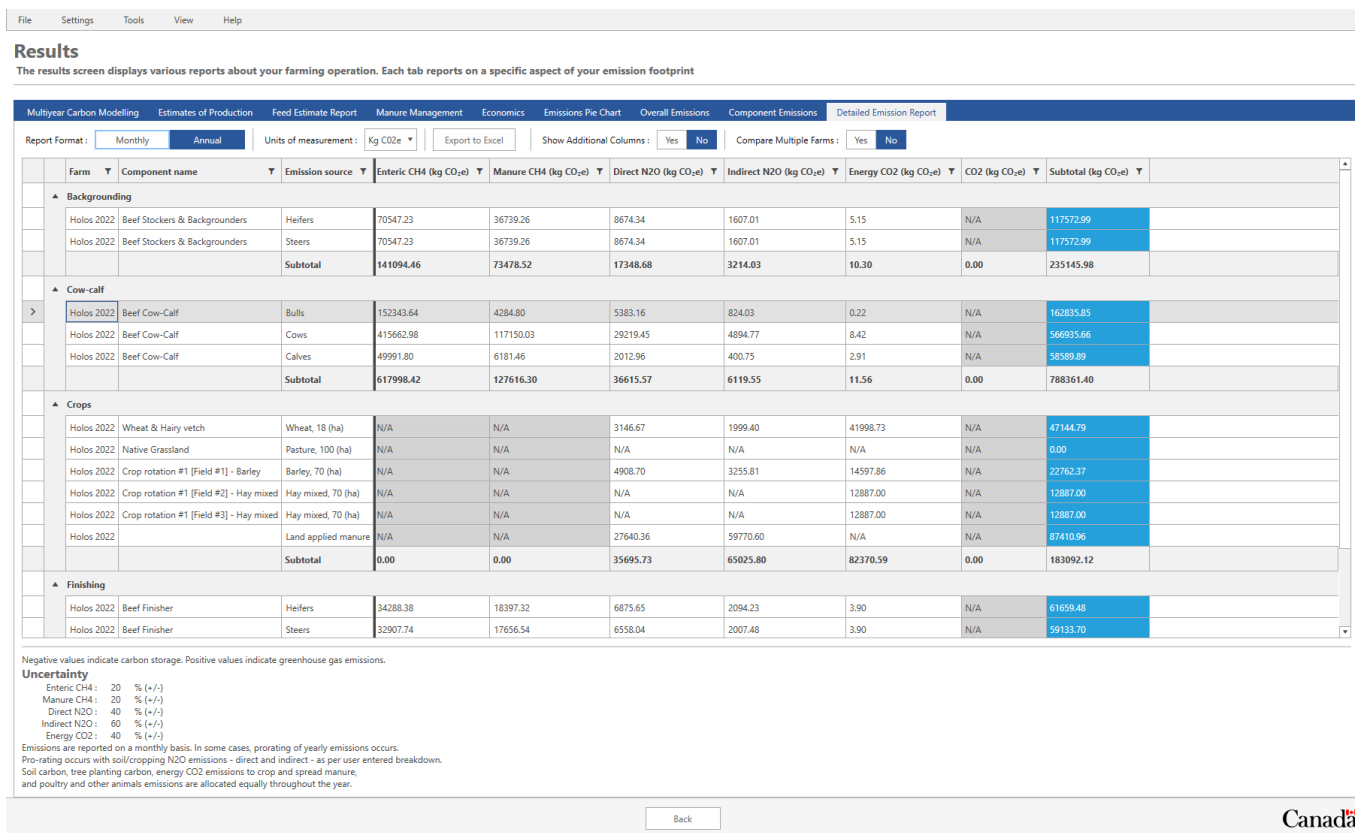 File Settings Tools View Help
Results
The results screen displays various reports about your farming operation. Each tab reports on a specific aspect of your emission footprint
Multiyear Carbon Modelling Estimates of Production Feed Estimate Report Manure Management Economics Emissions Pie Chart Overall Emissions Component Emissions Detailed Emission Report
Report Format : Monthly Annual Units of measurement : Kg C02e Export to Excel Show Additional Columns : Yes No Compare Multiple Farms : Yes No
Farm Component name Emission source Enteric CH4 (kg CO₂e) Manure CH4 (kg CO₂e) Direct N2O (kg CO₂e) Indirect N2O (kg CO₂e) Energy CO2 (kg CO₂e) CO2 (kg CO₂e) Subtotal (kg CO₂e)
Backgrounding
Holos 2022 Beef Stockers & Backgrounders Heifers 70547.23 36739.26 8674.34 1607.01 5.15 N/A 117572.99
Holos 2022 Beef Stockers & Backgrounders Steers 70547.23 36739.26 8674.34 1607.01 5.15 N/A 117572.99
Subtotal 141094.46 73478.52 17348.68 3214.03 10.30 0.00 235145.98
Cow-calf
Holos 2022 Beef Cow-Calf Bulls 152343.64 4284.80 5383.16 824.03 0.22 N/A 162835.85
Holos 2022 Beef Cow-Calf Cows 415662.98 117150.03 29219.45 4894.77 8.42 N/A 566935.66
Holos 2022 Beef Cow-Calf Calves 49991.80 6181.46 2012.96 400.75 2.91 N/A 58589.89
Subtotal 617998.42 127616.30 36615.57 6119.55 11.56 0.00 788361.40
Crops
Holos 2022 Wheat & Hairy vetch Wheat, 18 (ha) N/A N/A 3146.67 1999.40 41998.73 N/A 47144.79
Holos 2022 Native Grassland Pasture, 100 (ha) N/A N/A N/A N/A N/A N/A 0.00
Holos 2022 Crop rotation #1 [Field #1] - Barley Barley, 70 (ha) N/A N/A 4908.70 3255.81 14597.86 N/A 22762.37
Holos 2022 Crop rotation #1 [Field #2] - Hay mixed Hay mixed, 70 (ha) N/A N/A N/A N/A 12887.00 N/A 12887.00
Holos 2022 Crop rotation #1 [Field #3] - Hay mixed Hay mixed, 70 (ha) N/A N/A N/A N/A 12887.00 N/A 12887.00
Holos 2022 Land applied manure N/A N/A 27640.36 59770.60 N/A N/A 87410.96
Subtotal 0.00 0.00 35695.73 65025.80 82370.59 0.00 183092.12
Finishing
Holos 2022 Beef Finisher Heifers 34288.38 18397.32 6875.65 2094.23 3.90 N/A 61659.48
Holos 2022 Beef Finisher Steers 32907.74 17656.54 6558.04 2007.48 3.90 N/A 59133.70
Negative values indicate carbon storage. Positive values indicate greenhouse gas emissions.
Uncertainty
Enteric CH4 : 20 % (+/-)
Manure CH4 : 20 % (+/-)
Direct N2O : 40 % (+/-)
Indirect N2O : 60 % (+/-)
Energy CO2 : 40 % (+/-)
Emissions are reported on a monthly basis. In some cases, prorating of yearly emissions occurs.
Pro-rating occurs with soil/cropping N2O emissions - direct and indirect - as per user entered breakdown.
Soil carbon, tree planting carbon, energy CO2 emissions to crop and spread manure,
and poultry and other animals emissions are allocated equally throughout the year.
Back
Canada